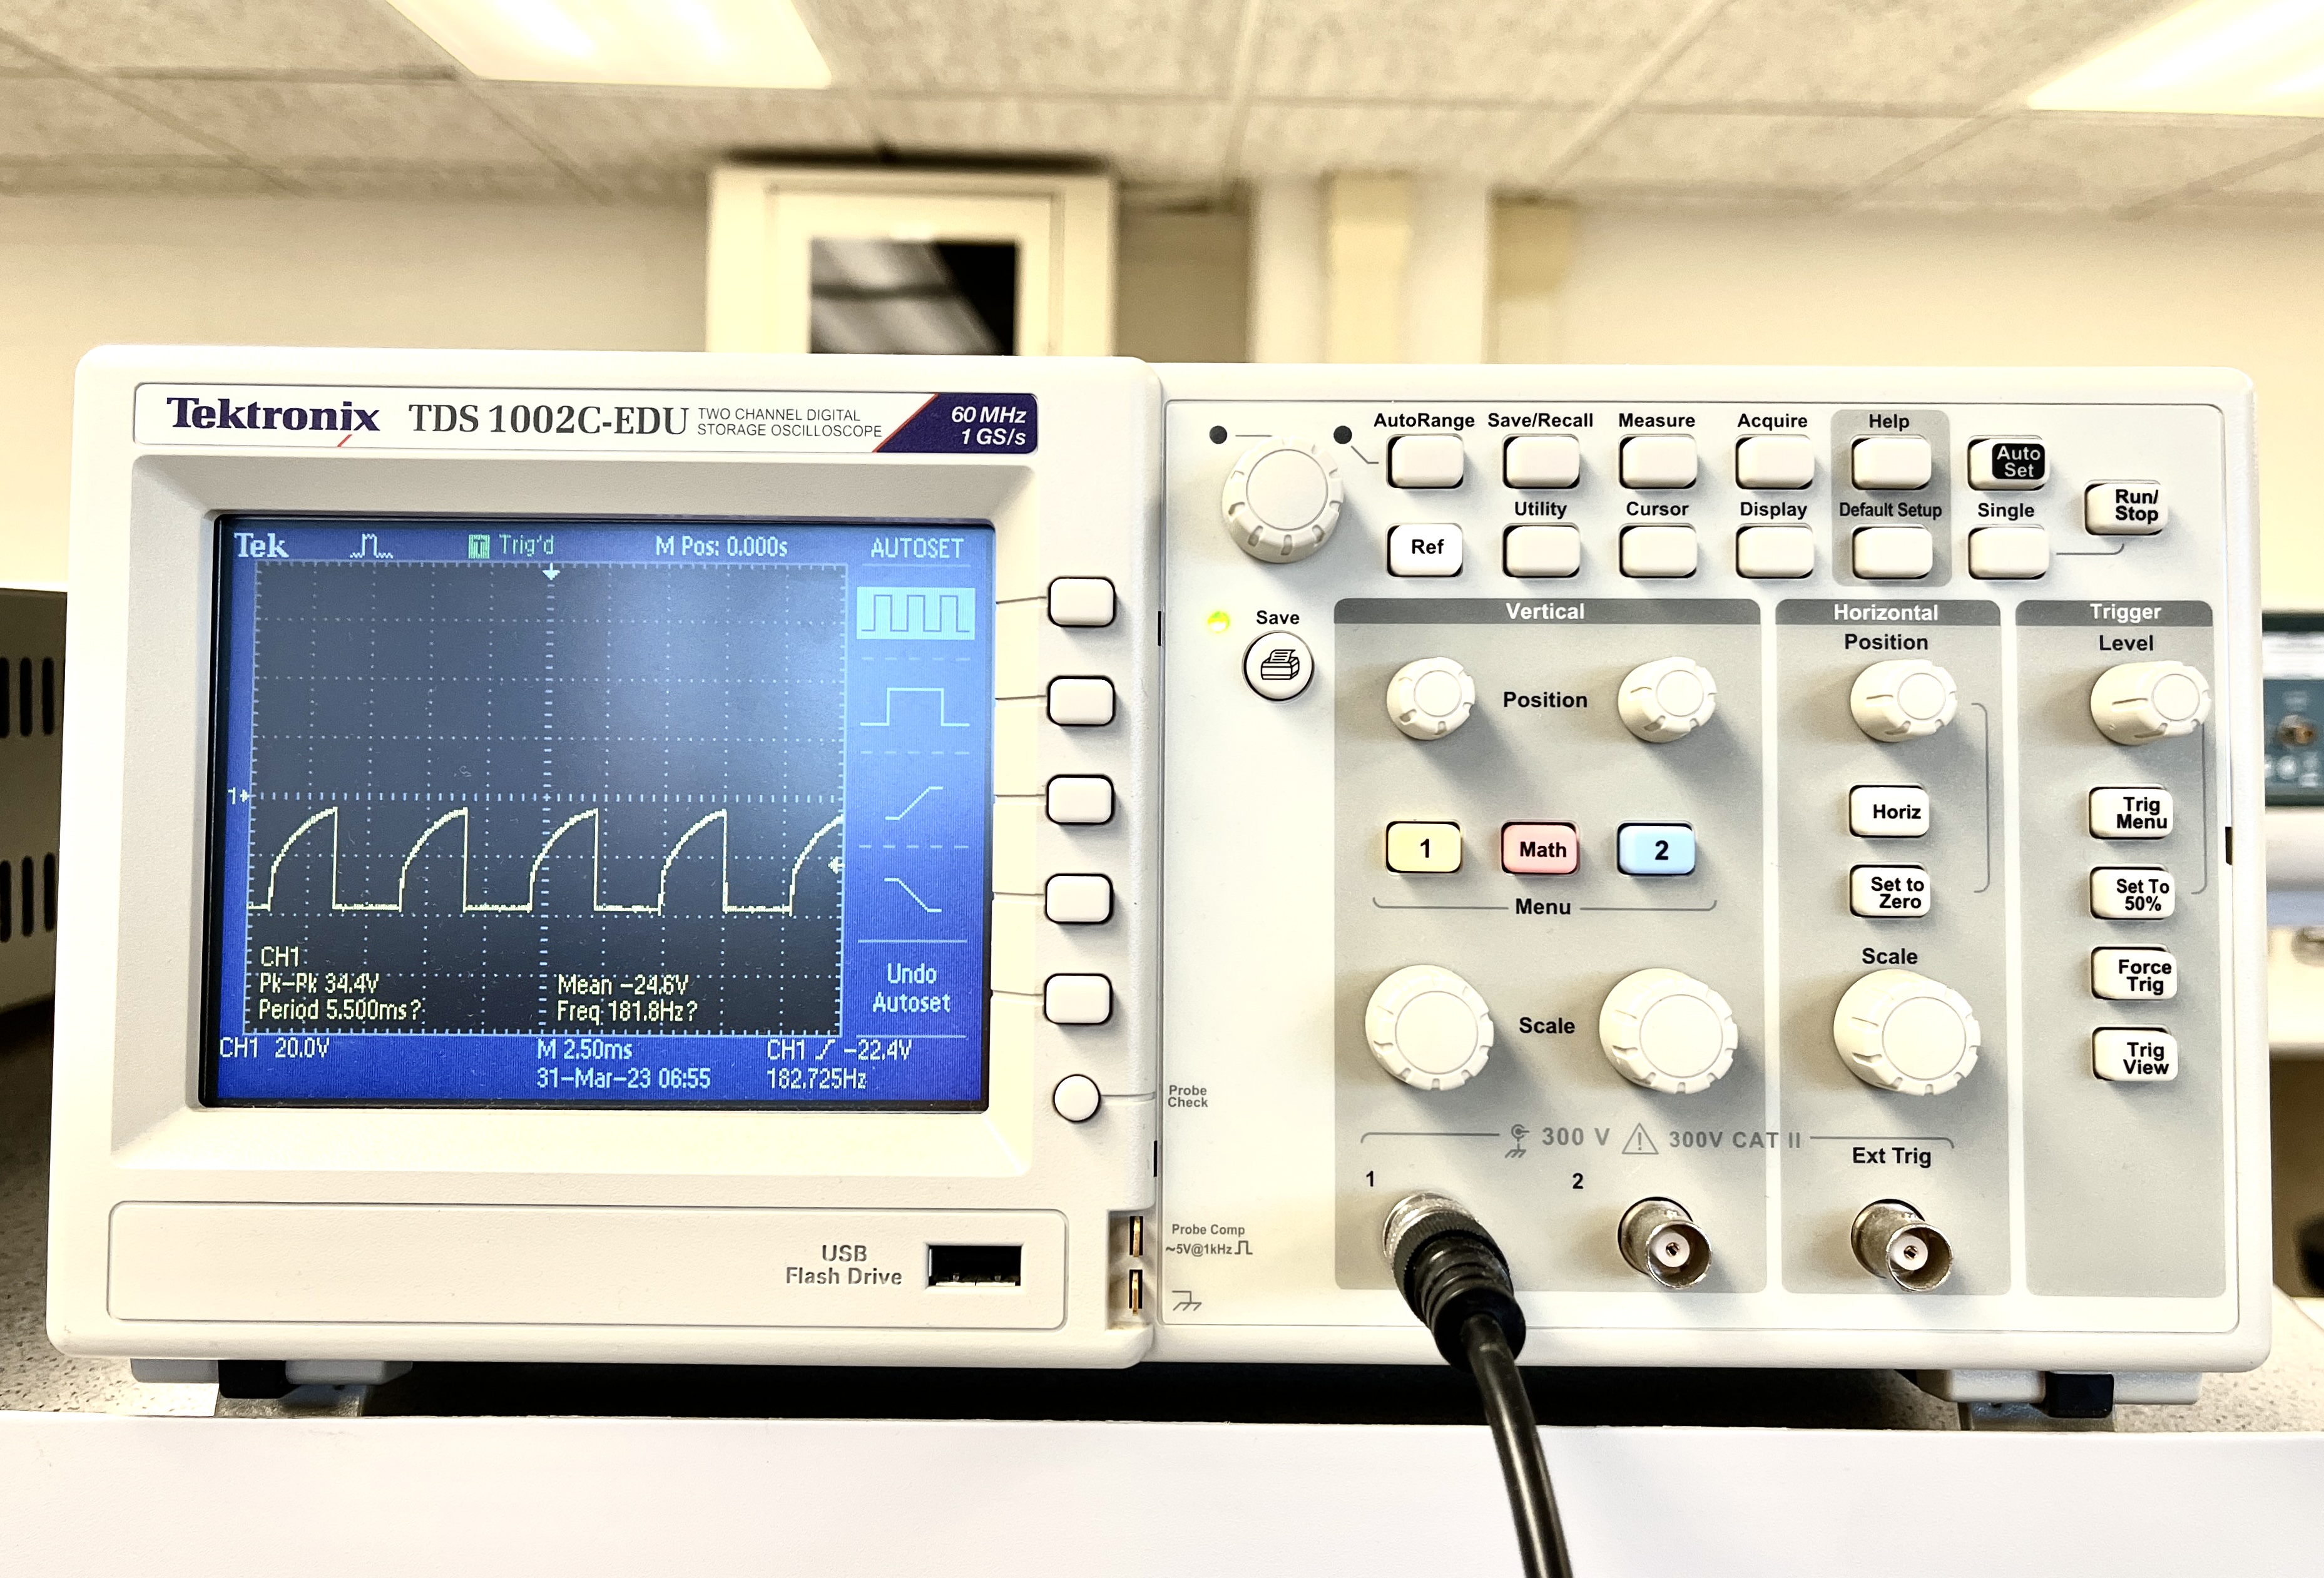 Tektronix TDS 1002C-EDU TWO CHANNEL DIGITAL
STORAGE OSCILLOSCOPE
60 MHz
1 GS/s
Tek T Trig'd M Pos: 0.000s AUTOSET
1
CH1
Pk-Pk 34.4V Mean -24.6V
Period 5.500ms? Freq 181.8Hz?
Undo
Autoset
CH1 20.0V M 2.50ms CH1 -22.4V
31-Mar-23 06:55 182.725Hz
USB
Flash Drive
AutoRange Save/Recall Measure Acquire Help
Auto
Set
Utility Cursor Display Default Setup Single
Run/
Stop
Ref
Save
Vertical Horizontal Trigger
Position Level
Position
Horiz
Trig
Menu
1 Math 2
Menu
Set to
Zero
Set To
50%
Scale
Scale
Force
Trig
Trig
View
Probe
Check
300 V 300V CAT II
Ext Trig
1 2
Probe Comp
~5V@1kHz